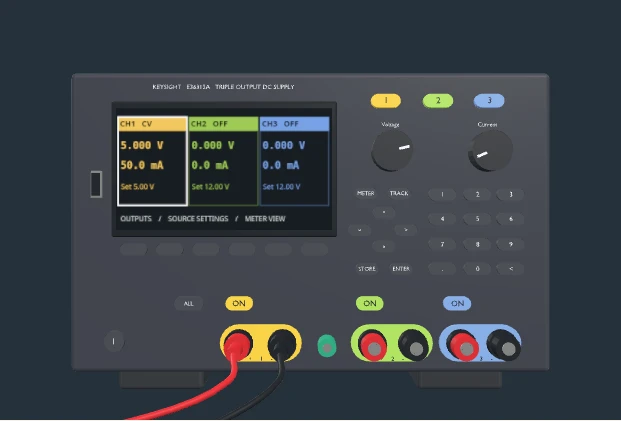 KEYSIGHT E36312A TRIPLE OUTPUT DC SUPPLY
1 2 3
CH1 CV CH2 OFF CH3 OFF
Voltage Current
5.000 V 0.000 V 0.000 V
50.0 mA 0.0 mA 0.0 mA
Set 5.00 V Set 12.00 V Set 12.00 V
METER TRACK 1 2 3
OUTPUTS / SOURCE SETTINGS / METER VIEW
4 5 6
7 8 9
STORE ENTER . 0 <
ALL ON ON ON